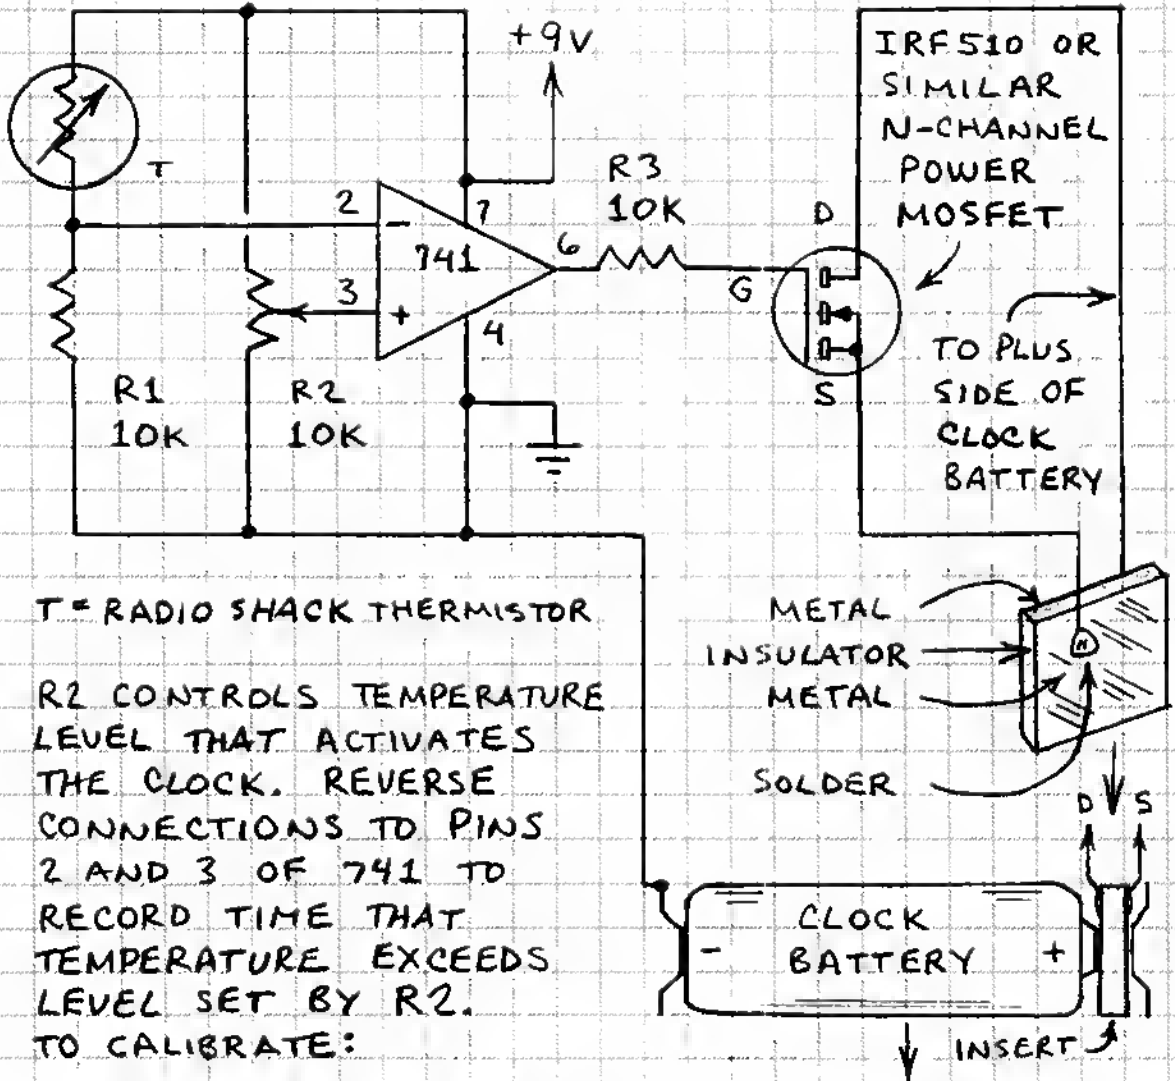 +9V
IRF510 OR
SIMILAR
N-CHANNEL
POWER
MOSFET
T
2
7
R3
10K
D
741
6
3
G
+
4
S
R1
10K
R2
10K
TO PLUS
SIDE OF
CLOCK
BATTERY
T = RADIO SHACK THERMISTOR
METAL
INSULATOR
METAL
SOLDER
R2 CONTROLS TEMPERATURE
LEVEL THAT ACTIVATES
THE CLOCK. REVERSE
CONNECTIONS TO PINS
2 AND 3 OF 741 TO
RECORD TIME THAT
TEMPERATURE EXCEEDS
LEVEL SET BY R2.
TO CALIBRATE:
D S
CLOCK
BATTERY
- +
INSERT